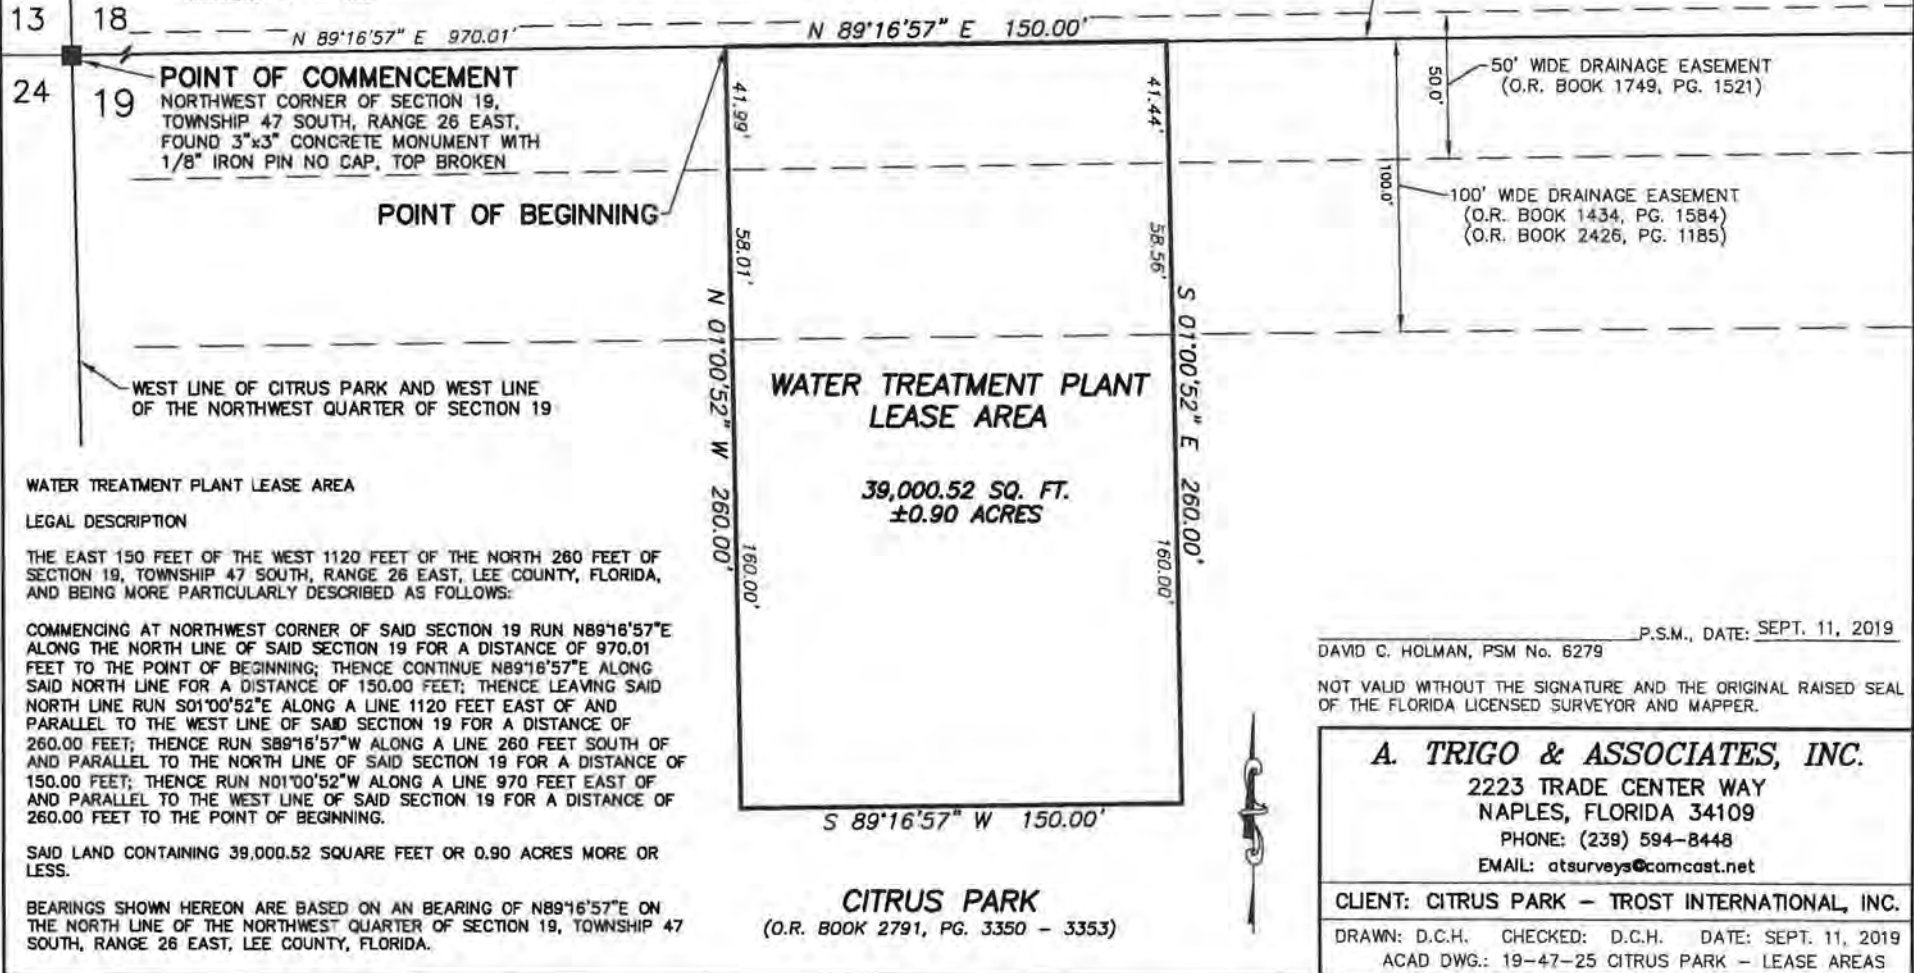 13
18
N 89°16'57" E 970.01'
N 89°16'57" E 150.00'
24
19
POINT OF COMMENCEMENT
NORTHWEST CORNER OF SECTION 19,
TOWNSHIP 47 SOUTH, RANGE 26 EAST,
FOUND 3"x3" CONCRETE MONUMENT WITH
1/8" IRON PIN NO CAP, TOP BROKEN
POINT OF BEGINNING
41.99'
58.01'
N 01°00'52" W 260.00'
160.00'
41.44'
58.56'
S 01°00'52" E 260.00'
160.00'
50.0'
50' WIDE DRAINAGE EASEMENT
(O.R. BOOK 1749, PG. 1521)
100.0'
100' WIDE DRAINAGE EASEMENT
(O.R. BOOK 1434, PG. 1584)
(O.R. BOOK 2426, PG. 1185)
WEST LINE OF CITRUS PARK AND WEST LINE
OF THE NORTHWEST QUARTER OF SECTION 19
WATER TREATMENT PLANT
LEASE AREA
39,000.52 SQ. FT.
±0.90 ACRES
S 89°16'57" W 150.00'
CITRUS PARK
(O.R. BOOK 2791, PG. 3350 - 3353)
WATER TREATMENT PLANT LEASE AREA
LEGAL DESCRIPTION
THE EAST 150 FEET OF THE WEST 1120 FEET OF THE NORTH 260 FEET OF
SECTION 19, TOWNSHIP 47 SOUTH, RANGE 26 EAST, LEE COUNTY, FLORIDA,
AND BEING MORE PARTICULARLY DESCRIBED AS FOLLOWS:
COMMENCING AT NORTHWEST CORNER OF SAID SECTION 19 RUN N89°16'57"E
ALONG THE NORTH LINE OF SAID SECTION 19 FOR A DISTANCE OF 970.01
FEET TO THE POINT OF BEGINNING; THENCE CONTINUE N89°16'57"E ALONG
SAID NORTH LINE FOR A DISTANCE OF 150.00 FEET; THENCE LEAVING SAID
NORTH LINE RUN S01°00'52"E ALONG A LINE 1120 FEET EAST OF AND
PARALLEL TO THE WEST LINE OF SAID SECTION 19 FOR A DISTANCE OF
260.00 FEET; THENCE RUN S89°16'57"W ALONG A LINE 260 FEET SOUTH OF
AND PARALLEL TO THE NORTH LINE OF SAID SECTION 19 FOR A DISTANCE OF
150.00 FEET; THENCE RUN N01°00'52"W ALONG A LINE 970 FEET EAST OF
AND PARALLEL TO THE WEST LINE OF SAID SECTION 19 FOR A DISTANCE OF
260.00 FEET TO THE POINT OF BEGINNING.
SAID LAND CONTAINING 39,000.52 SQUARE FEET OR 0.90 ACRES MORE OR
LESS.
BEARINGS SHOWN HEREON ARE BASED ON AN BEARING OF N89°16'57"E ON
THE NORTH LINE OF THE NORTHWEST QUARTER OF SECTION 19, TOWNSHIP 47
SOUTH, RANGE 26 EAST, LEE COUNTY, FLORIDA.
P.S.M., DATE: SEPT. 11, 2019
DAVID C. HOLMAN, PSM No. 6279
NOT VALID WITHOUT THE SIGNATURE AND THE ORIGINAL RAISED SEAL
OF THE FLORIDA LICENSED SURVEYOR AND MAPPER.
A. TRIGO & ASSOCIATES, INC.
2223 TRADE CENTER WAY
NAPLES, FLORIDA 34109
PHONE: (239) 594-8448
EMAIL: atsurveys@comcast.net
CLIENT: CITRUS PARK - TROST INTERNATIONAL, INC.
DRAWN: D.C.H. CHECKED: D.C.H. DATE: SEPT. 11, 2019
ACAD DWG.: 19-47-25 CITRUS PARK - LEASE AREAS